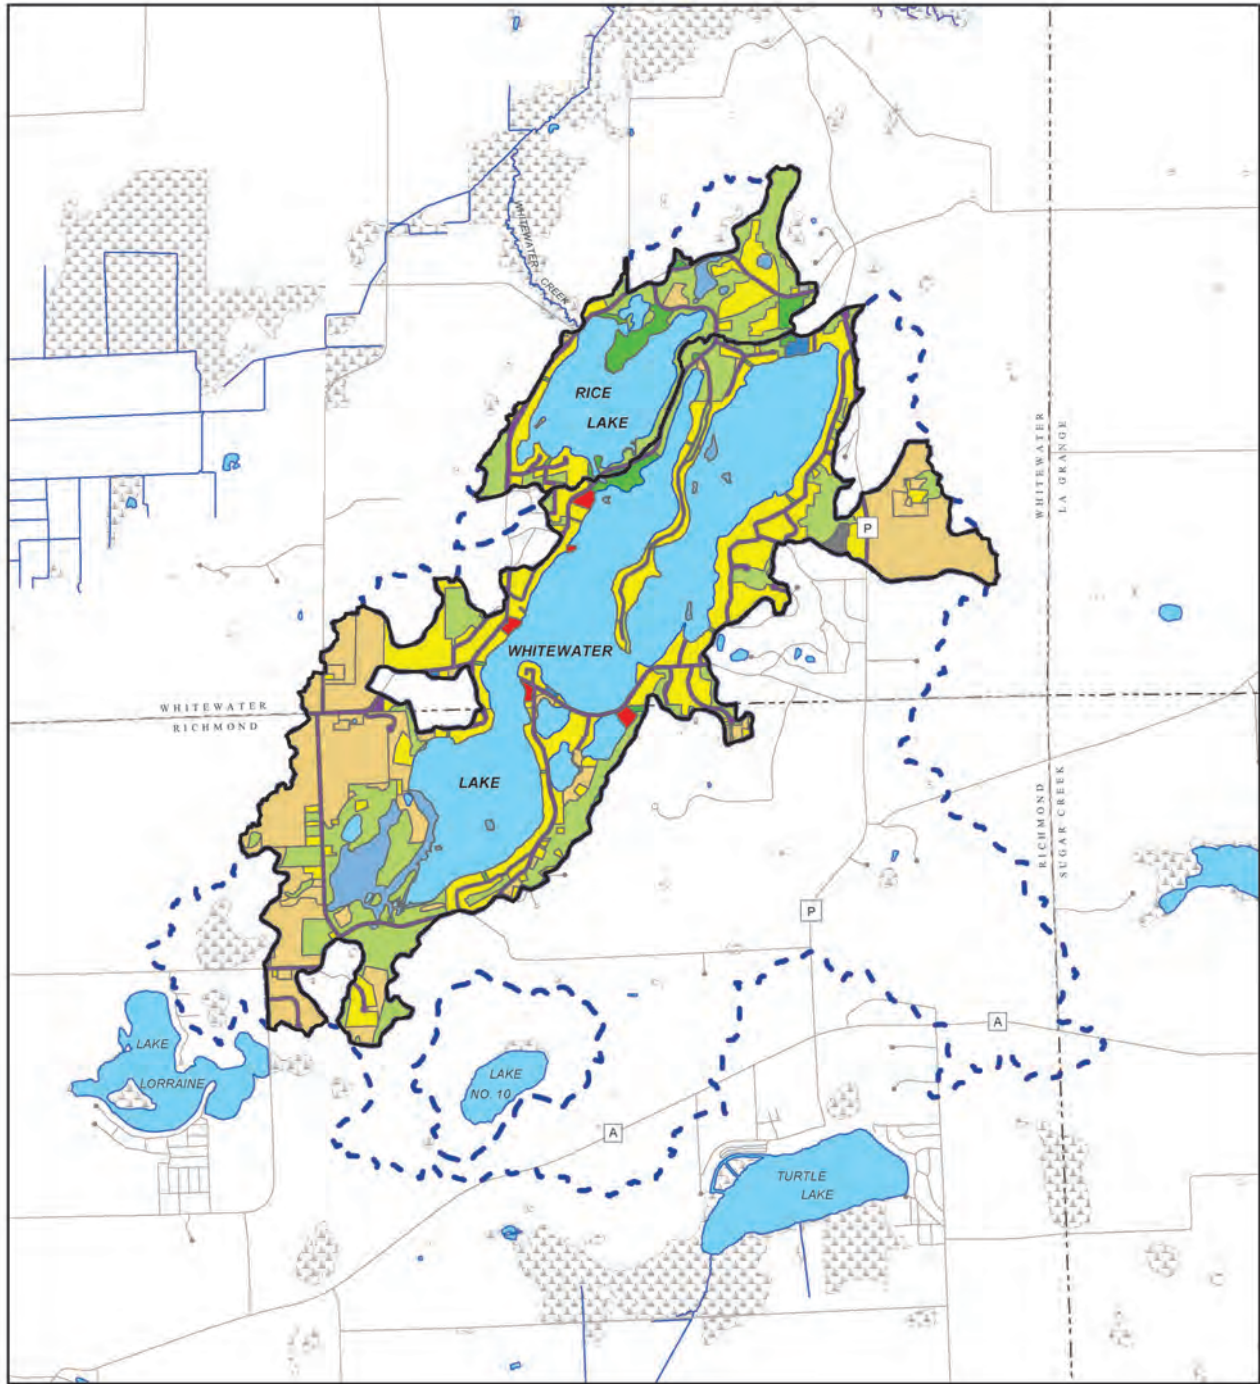 WHITEWATER
CREEK
RICE
LAKE
WHITEWATER
LA GRANGE
P
WHITEWATER
WHITEWATER
RICHMOND
LAKE
RICHMOND
SUGAR CREEK
P
A
LAKE
LORRAINE
LAKE
NO. 10
A
TURTLE
LAKE